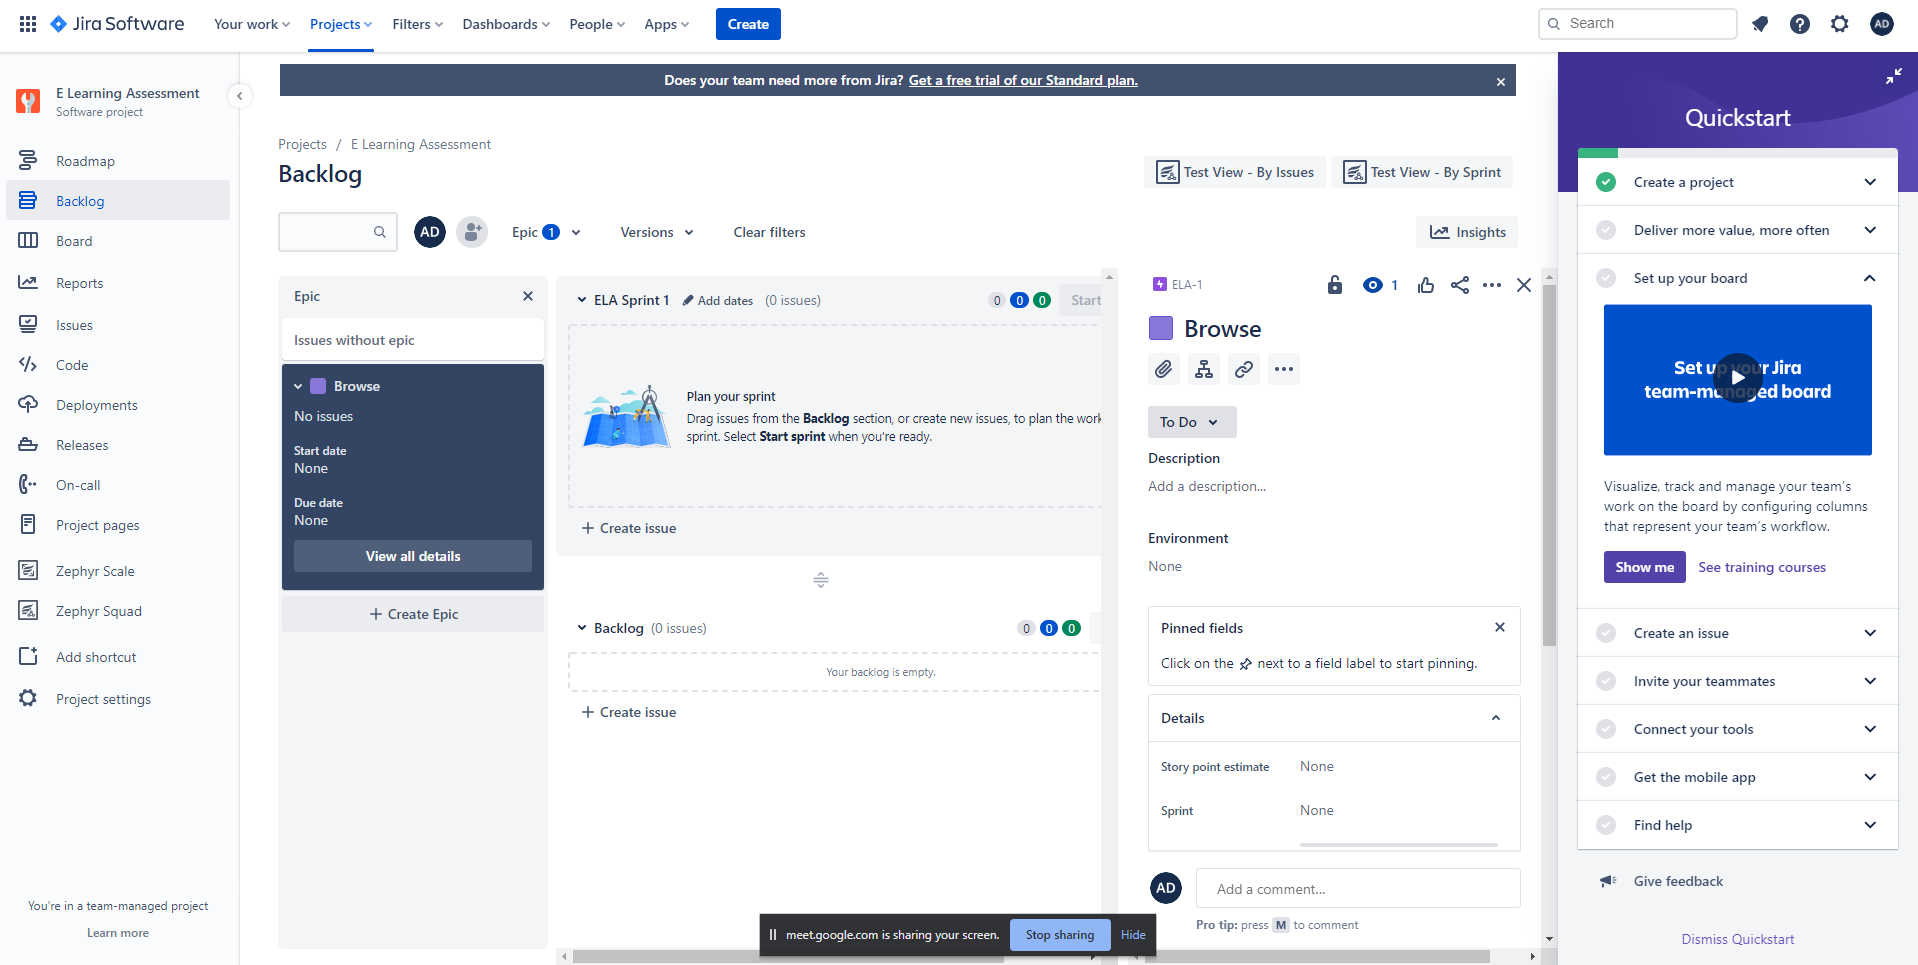 Jira Software
Your work
Projects
Filters
Dashboards
People
Apps
Create
Search
AD
E Learning Assessment
Software project
Roadmap
Backlog
Board
Reports
Issues
Code
Deployments
Releases
On-call
Project pages
Zephyr Scale
Zephyr Squad
Add shortcut
Project settings
You're in a team-managed project
Learn more
Does your team need more from Jira? Get a free trial of our Standard plan.
Projects / E Learning Assessment
Backlog
Test View - By Issues
Test View - By Sprint
AD
Epic 1
Versions
Clear filters
Insights
Epic
Issues without epic
Browse
No issues
Start date
None
Due date
None
View all details
Create Epic
ELA Sprint 1
Add dates
(0 issues)
0 0 0
Start
Plan your sprint
Drag issues from the Backlog section, or create new issues, to plan the work
sprint. Select Start sprint when you're ready.
Create issue
Backlog (0 issues)
0 0 0
Your backlog is empty.
Create issue
ELA-1
1
Browse
To Do
Description
Add a description...
Environment
None
Pinned fields
Click on the next to a field label to start pinning.
Details
Story point estimate
None
Sprint
None
AD
Add a comment...
Pro tip: press M to comment
meet.google.com is sharing your screen.
Stop sharing
Hide
Quickstart
Create a project
Deliver more value, more often
Set up your board
Set up your Jira
team-managed board
Visualize, track and manage your team's
work on the board by configuring columns
that represent your team's workflow.
Show me
See training courses
Create an issue
Invite your teammates
Connect your tools
Get the mobile app
Find help
Give feedback
Dismiss Quickstart